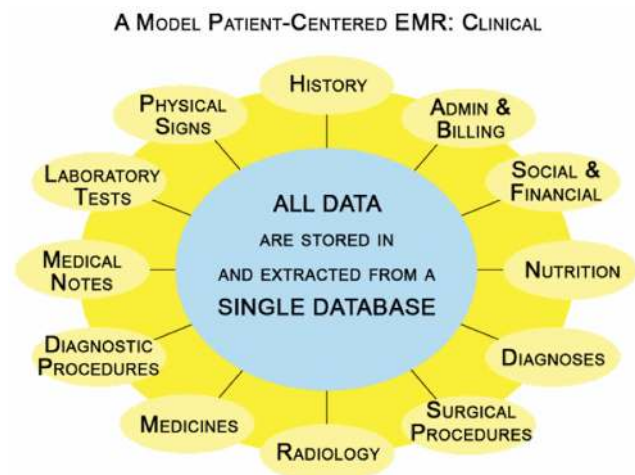 A Model Patient-Centered EMR: Clinical
History
Admin &
Billing
Social &
Financial
Nutrition
Diagnoses
Surgical
Procedures
Radiology
Medicines
Diagnostic
Procedures
Medical
Notes
Laboratory
Tests
Physical
Signs
ALL DATA
ARE STORED IN
AND EXTRACTED FROM A
SINGLE DATABASE